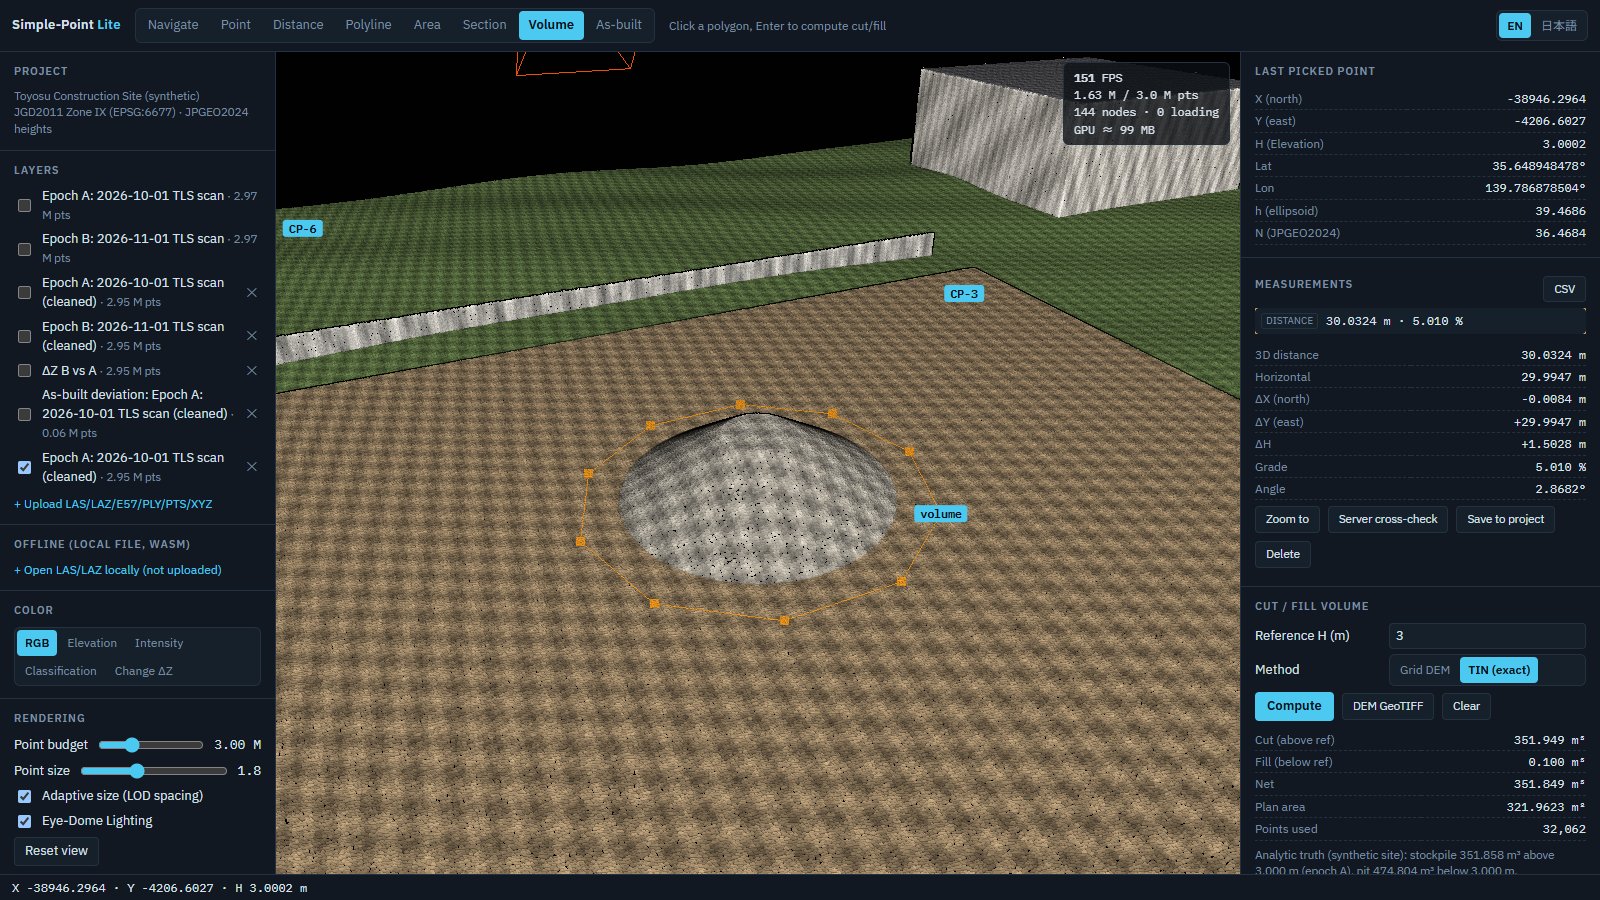 Simple-Point Lite
Navigate Point Distance Polyline Area Section Volume As-built
Click a polygon, Enter to compute cut/fill
EN 日本語
PROJECT
Toyosu Construction Site (synthetic)
JGD2011 Zone IX (EPSG:6677) · JPGEO2024
heights
LAYERS
Epoch A: 2026-10-01 TLS scan · 2.97
M pts
Epoch B: 2026-11-01 TLS scan · 2.97
M pts
Epoch A: 2026-10-01 TLS scan
(cleaned) · 2.95 M pts
Epoch B: 2026-11-01 TLS scan
(cleaned) · 2.95 M pts
ΔZ B vs A · 2.95 M pts
As-built deviation: Epoch A:
2026-10-01 TLS scan (cleaned) ·
0.06 M pts
Epoch A: 2026-10-01 TLS scan
(cleaned) · 2.95 M pts
+ Upload LAS/LAZ/E57/PLY/PTS/XYZ
OFFLINE (LOCAL FILE, WASM)
+ Open LAS/LAZ locally (not uploaded)
COLOR
RGB Elevation Intensity
Classification Change ΔZ
RENDERING
Point budget 3.00 M
Point size 1.8
Adaptive size (LOD spacing)
Eye-Dome Lighting
Reset view
151 FPS
1.63 M / 3.0 M pts
144 nodes · 0 loading
GPU ≈ 99 MB
CP-6
CP-3
volume
LAST PICKED POINT
X (north) -38946.2964
Y (east) -4206.6027
H (Elevation) 3.0002
Lat 35.648948478°
Lon 139.786878504°
h (ellipsoid) 39.4686
N (JPGEO2024) 36.4684
MEASUREMENTS CSV
DISTANCE 30.0324 m · 5.010 %
3D distance 30.0324 m
Horizontal 29.9947 m
ΔX (north) -0.0084 m
ΔY (east) +29.9947 m
ΔH +1.5028 m
Grade 5.010 %
Angle 2.8682°
Zoom to Server cross-check Save to project
Delete
CUT / FILL VOLUME
Reference H (m) 3
Method Grid DEM TIN (exact)
Compute DEM GeoTIFF Clear
Cut (above ref) 351.949 m³
Fill (below ref) 0.100 m³
Net 351.849 m³
Plan area 321.9623 m²
Points used 32,062
Analytic truth (synthetic site): stockpile 351.858 m³ above
3.000 m (epoch A), pit 474.804 m³ below 3.000 m.
X -38946.2964 · Y -4206.6027 · H 3.0002 m